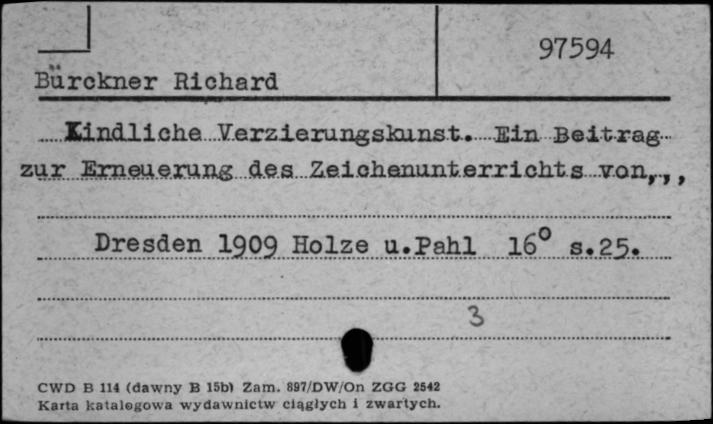 97594
Bürckner Richard
Kindliche Verzierungskunst. Ein Beitrag
zur Erneuerung des Zeichenunterrichts von,,,
Dresden 1909 Holze u.Pahl 16° s.25.
3
CWD B 114 (dawny B 15b) Zam. 897/DW/On ZGG 2542
Karta katalogowa wydawnictw ciągłych i zwartych.